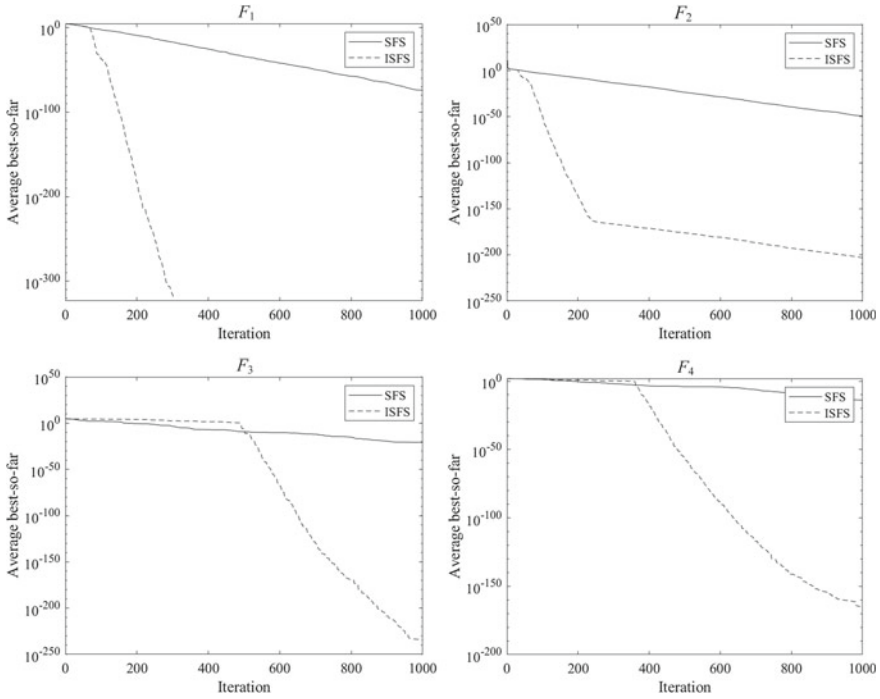 F1
10^0
10^-100
10^-200
10^-300
Average best-so-far
SFS
ISFS
0 200 400 600 800 1000
Iteration
F2
10^50
10^0
10^-50
10^-100
10^-150
10^-200
10^-250
Average best-so-far
SFS
ISFS
0 200 400 600 800 1000
Iteration
F3
10^50
10^0
10^-50
10^-100
10^-150
10^-200
10^-250
Average best-so-far
SFS
ISFS
0 200 400 600 800 1000
Iteration
F4
10^0
10^-50
10^-100
10^-150
10^-200
Average best-so-far
SFS
ISFS
0 200 400 600 800 1000
Iteration